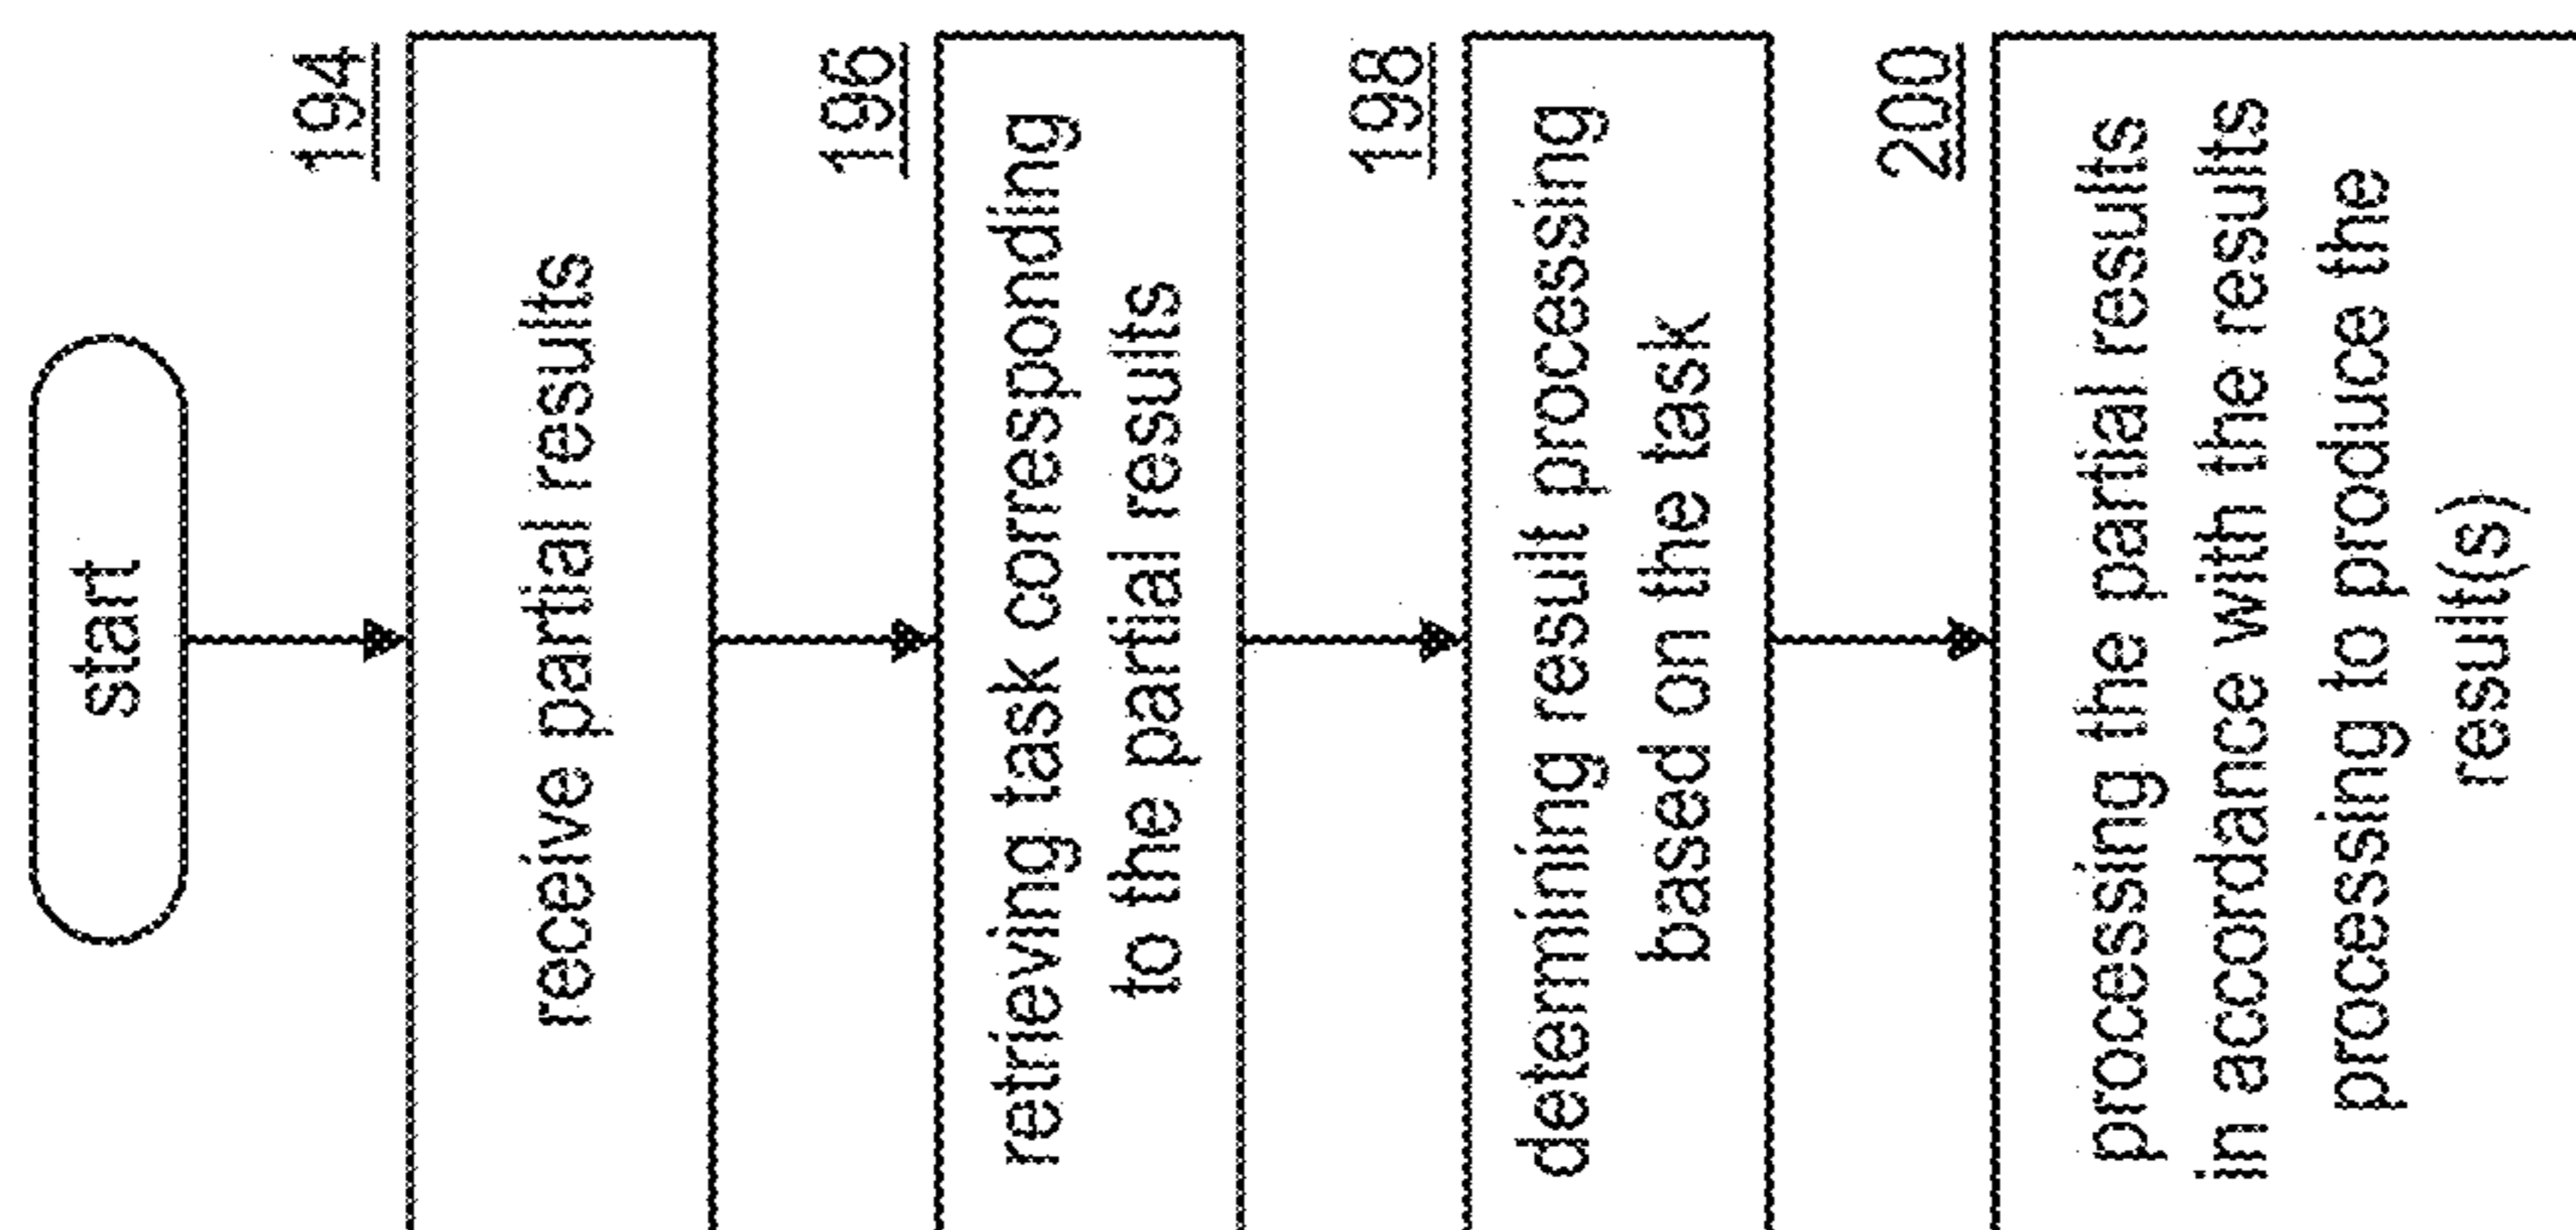 start
194
receive partial results
196
retrieving task corresponding
to the partial results
198
determining result processing
based on the task
200
processing the partial results
in accordance with the results
processing to produce the
result(s)